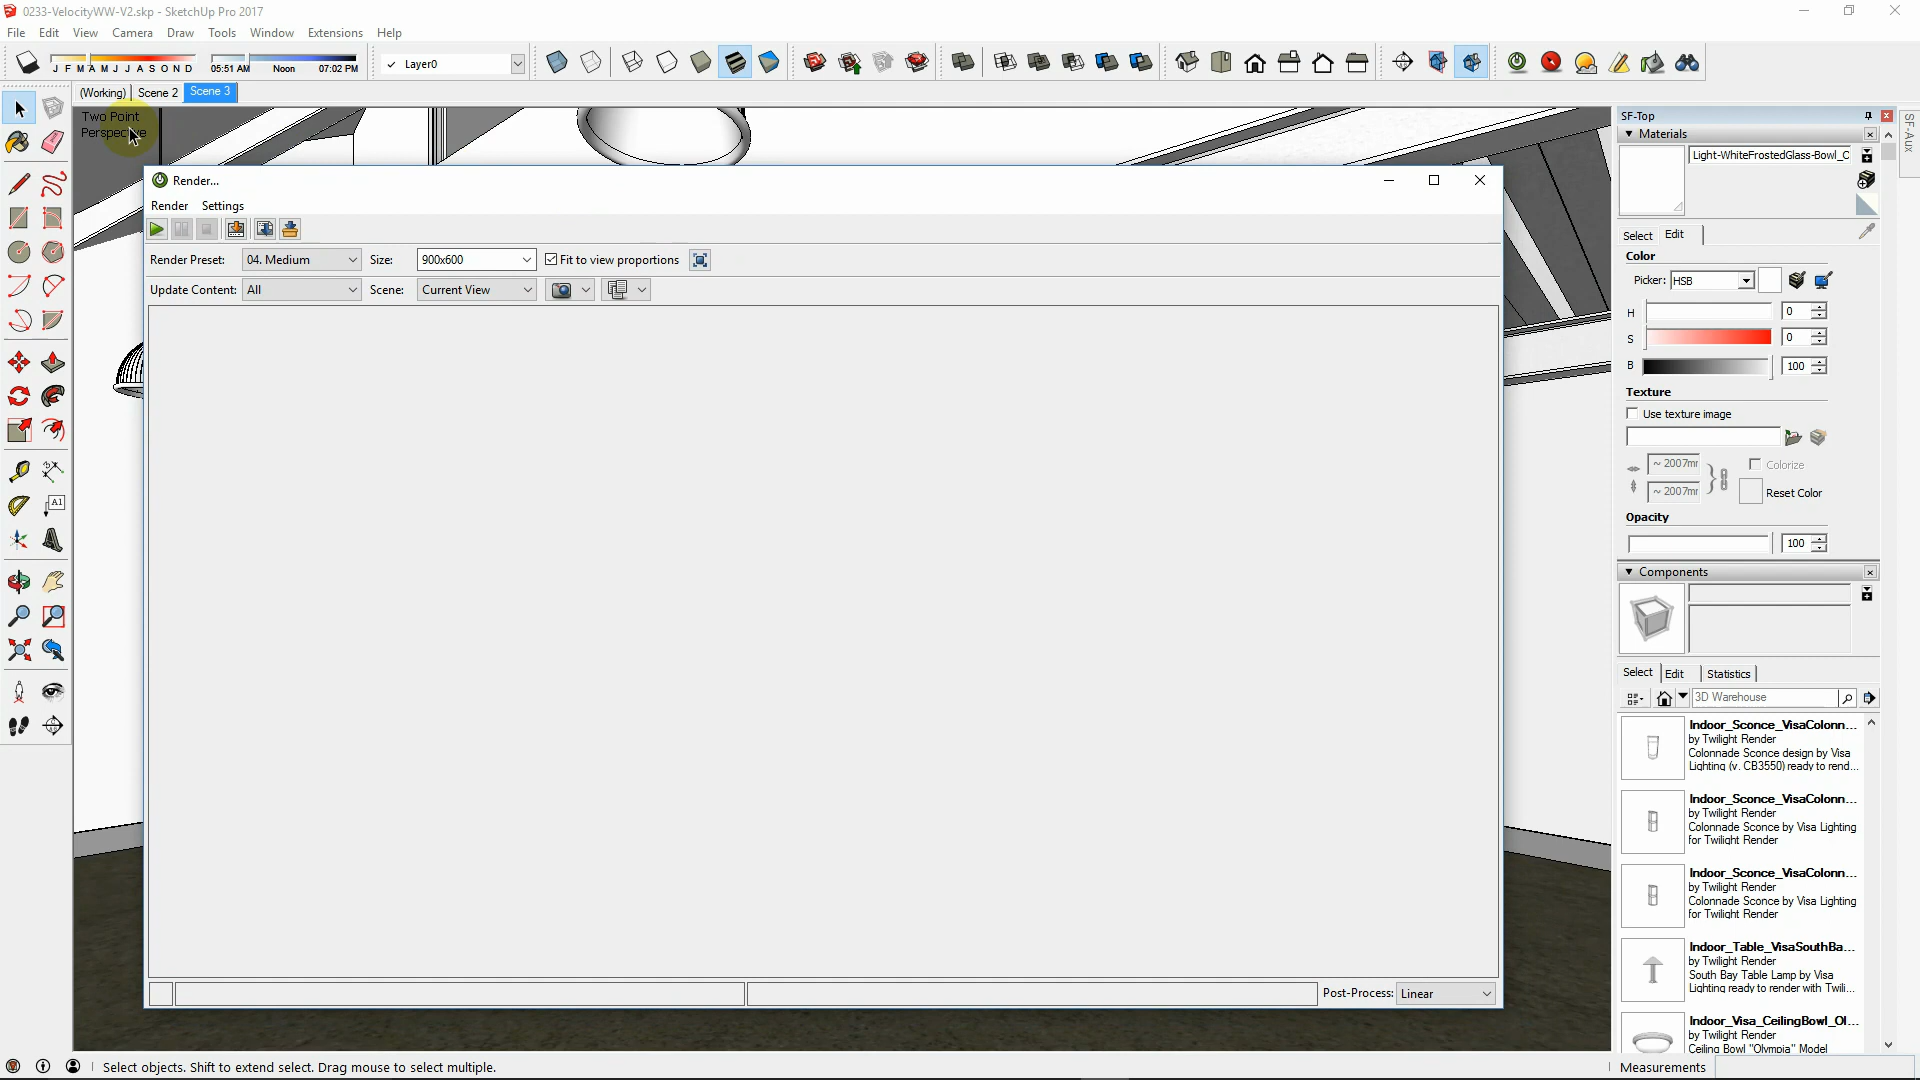 0233-VelocityWW-V2.skp - SketchUp Pro 2017
File Edit View Camera Draw Tools Window Extensions Help
J F M A M J J A S O N D 05:51 AM Noon 07:02 PM
Layer0
(Working) Scene 2 Scene 3
Two Point
Perspective
Render...
Render Settings
Render Preset: 04. Medium Size: 900x600 Fit to view proportions
Update Content: All Scene: Current View
Post-Process: Linear
SF-Top
SF-Aux
Materials
Light-WhiteFrostedGlass-Bowl_C
Select Edit
Color
Picker: HSB
H 0
S 0
B 100
Texture
Use texture image
~ 2007mm
Colorize
~ 2007mm
Reset Color
Opacity
100
Components
Select Edit Statistics
3D Warehouse
Indoor_Sconce_VisaColonn...
by Twilight Render
Colonnade Sconce design by Visa
Lighting (v. CB3550) ready to rend...
Indoor_Sconce_VisaColonn...
by Twilight Render
Colonnade Sconce by Visa Lighting
for Twilight Render
Indoor_Sconce_VisaColonn...
by Twilight Render
Colonnade Sconce by Visa Lighting
for Twilight Render
Indoor_Table_VisaSouthBa...
by Twilight Render
South Bay Table Lamp by Visa
Lighting ready to render with Twili...
Indoor_Visa_CeilingBowl_Ol...
by Twilight Render
Ceiling Bowl "Olympia" Model
A1
Select objects. Shift to extend select. Drag mouse to select multiple.
Measurements